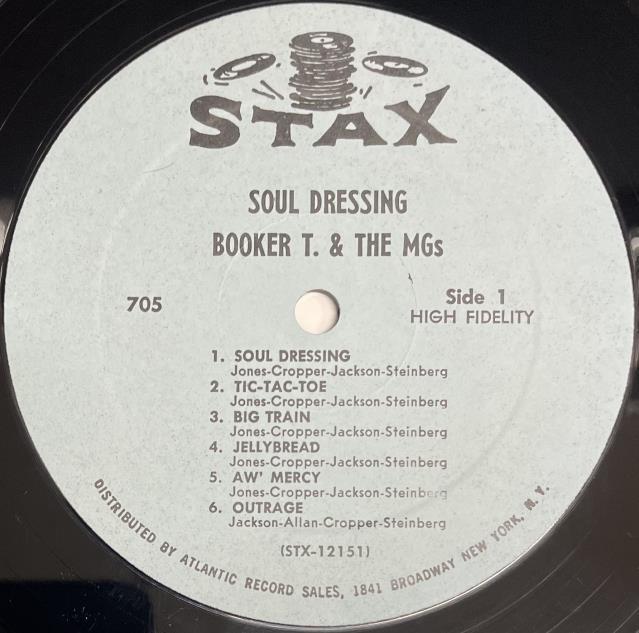 STAX
SOUL DRESSING
BOOKER T. & THE MGs
705
Side 1
HIGH FIDELITY
1. SOUL DRESSING
Jones-Cropper-Jackson-Steinberg
2. TIC-TAC-TOE
Jones-Cropper-Jackson-Steinberg
3. BIG TRAIN
Jones-Cropper-Jackson-Steinberg
4. JELLYBREAD
Jones-Cropper-Jackson-Steinberg
5. AW' MERCY
Jones-Cropper-Jackson-Steinberg
6. OUTRAGE
Jackson-Allan-Cropper-Steinberg
(STX-12151)
DISTRIBUTED BY ATLANTIC RECORD SALES, 1841 BROADWAY NEW YORK, N. Y.